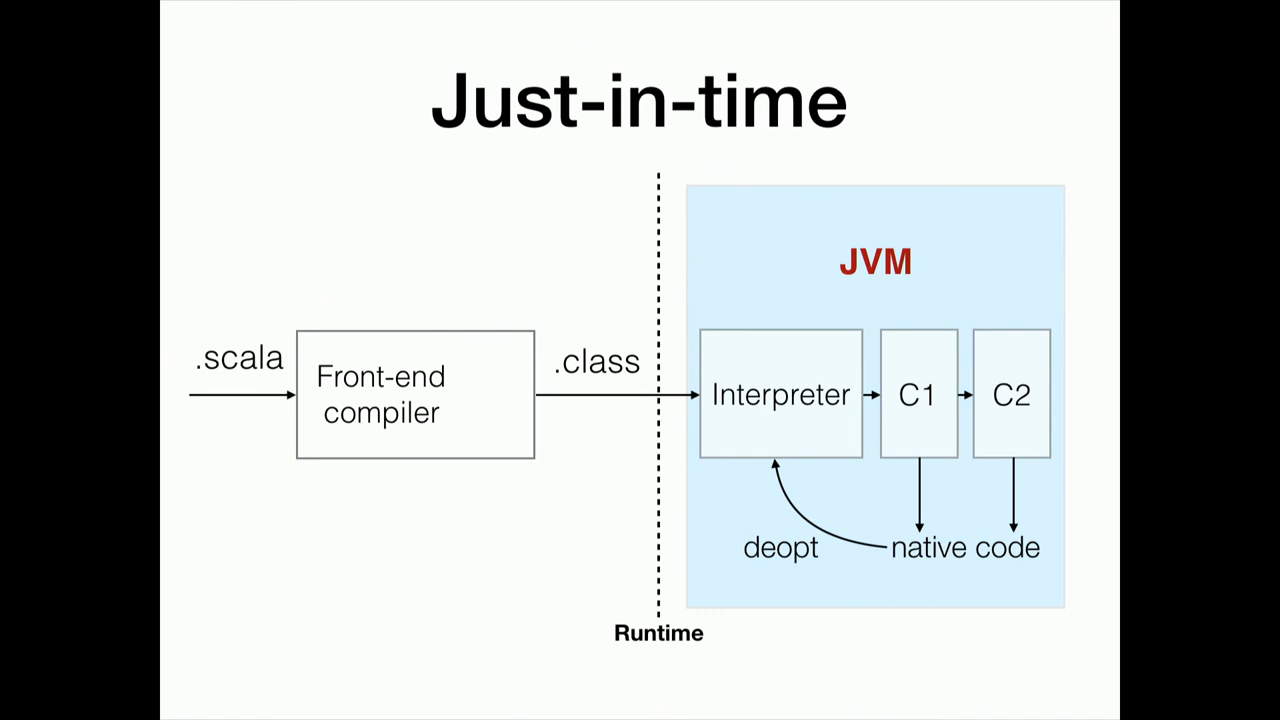 Just-in-time
JVM
.scala
Front-end
compiler
.class
Interpreter
C1
C2
deopt
native code
Runtime